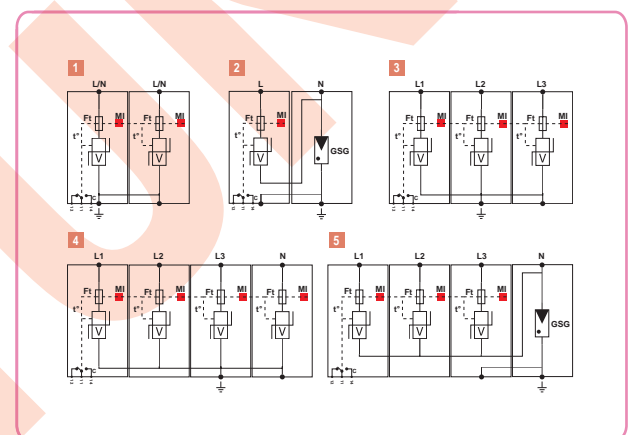 1
L/N L/N
Ft MI Ft MI
t° t°
V V
C
2
L N
Ft MI
t°
V
GSG
C
3
L1 L2 L3
Ft MI Ft MI Ft MI
t° t° t°
V V V
C
4
L1 L2 L3 N
Ft MI Ft MI Ft MI Ft MI
t° t° t° t°
V V V V
C
5
L1 L2 L3 N
Ft MI Ft MI Ft MI
t° t° t°
V V V
GSG
C